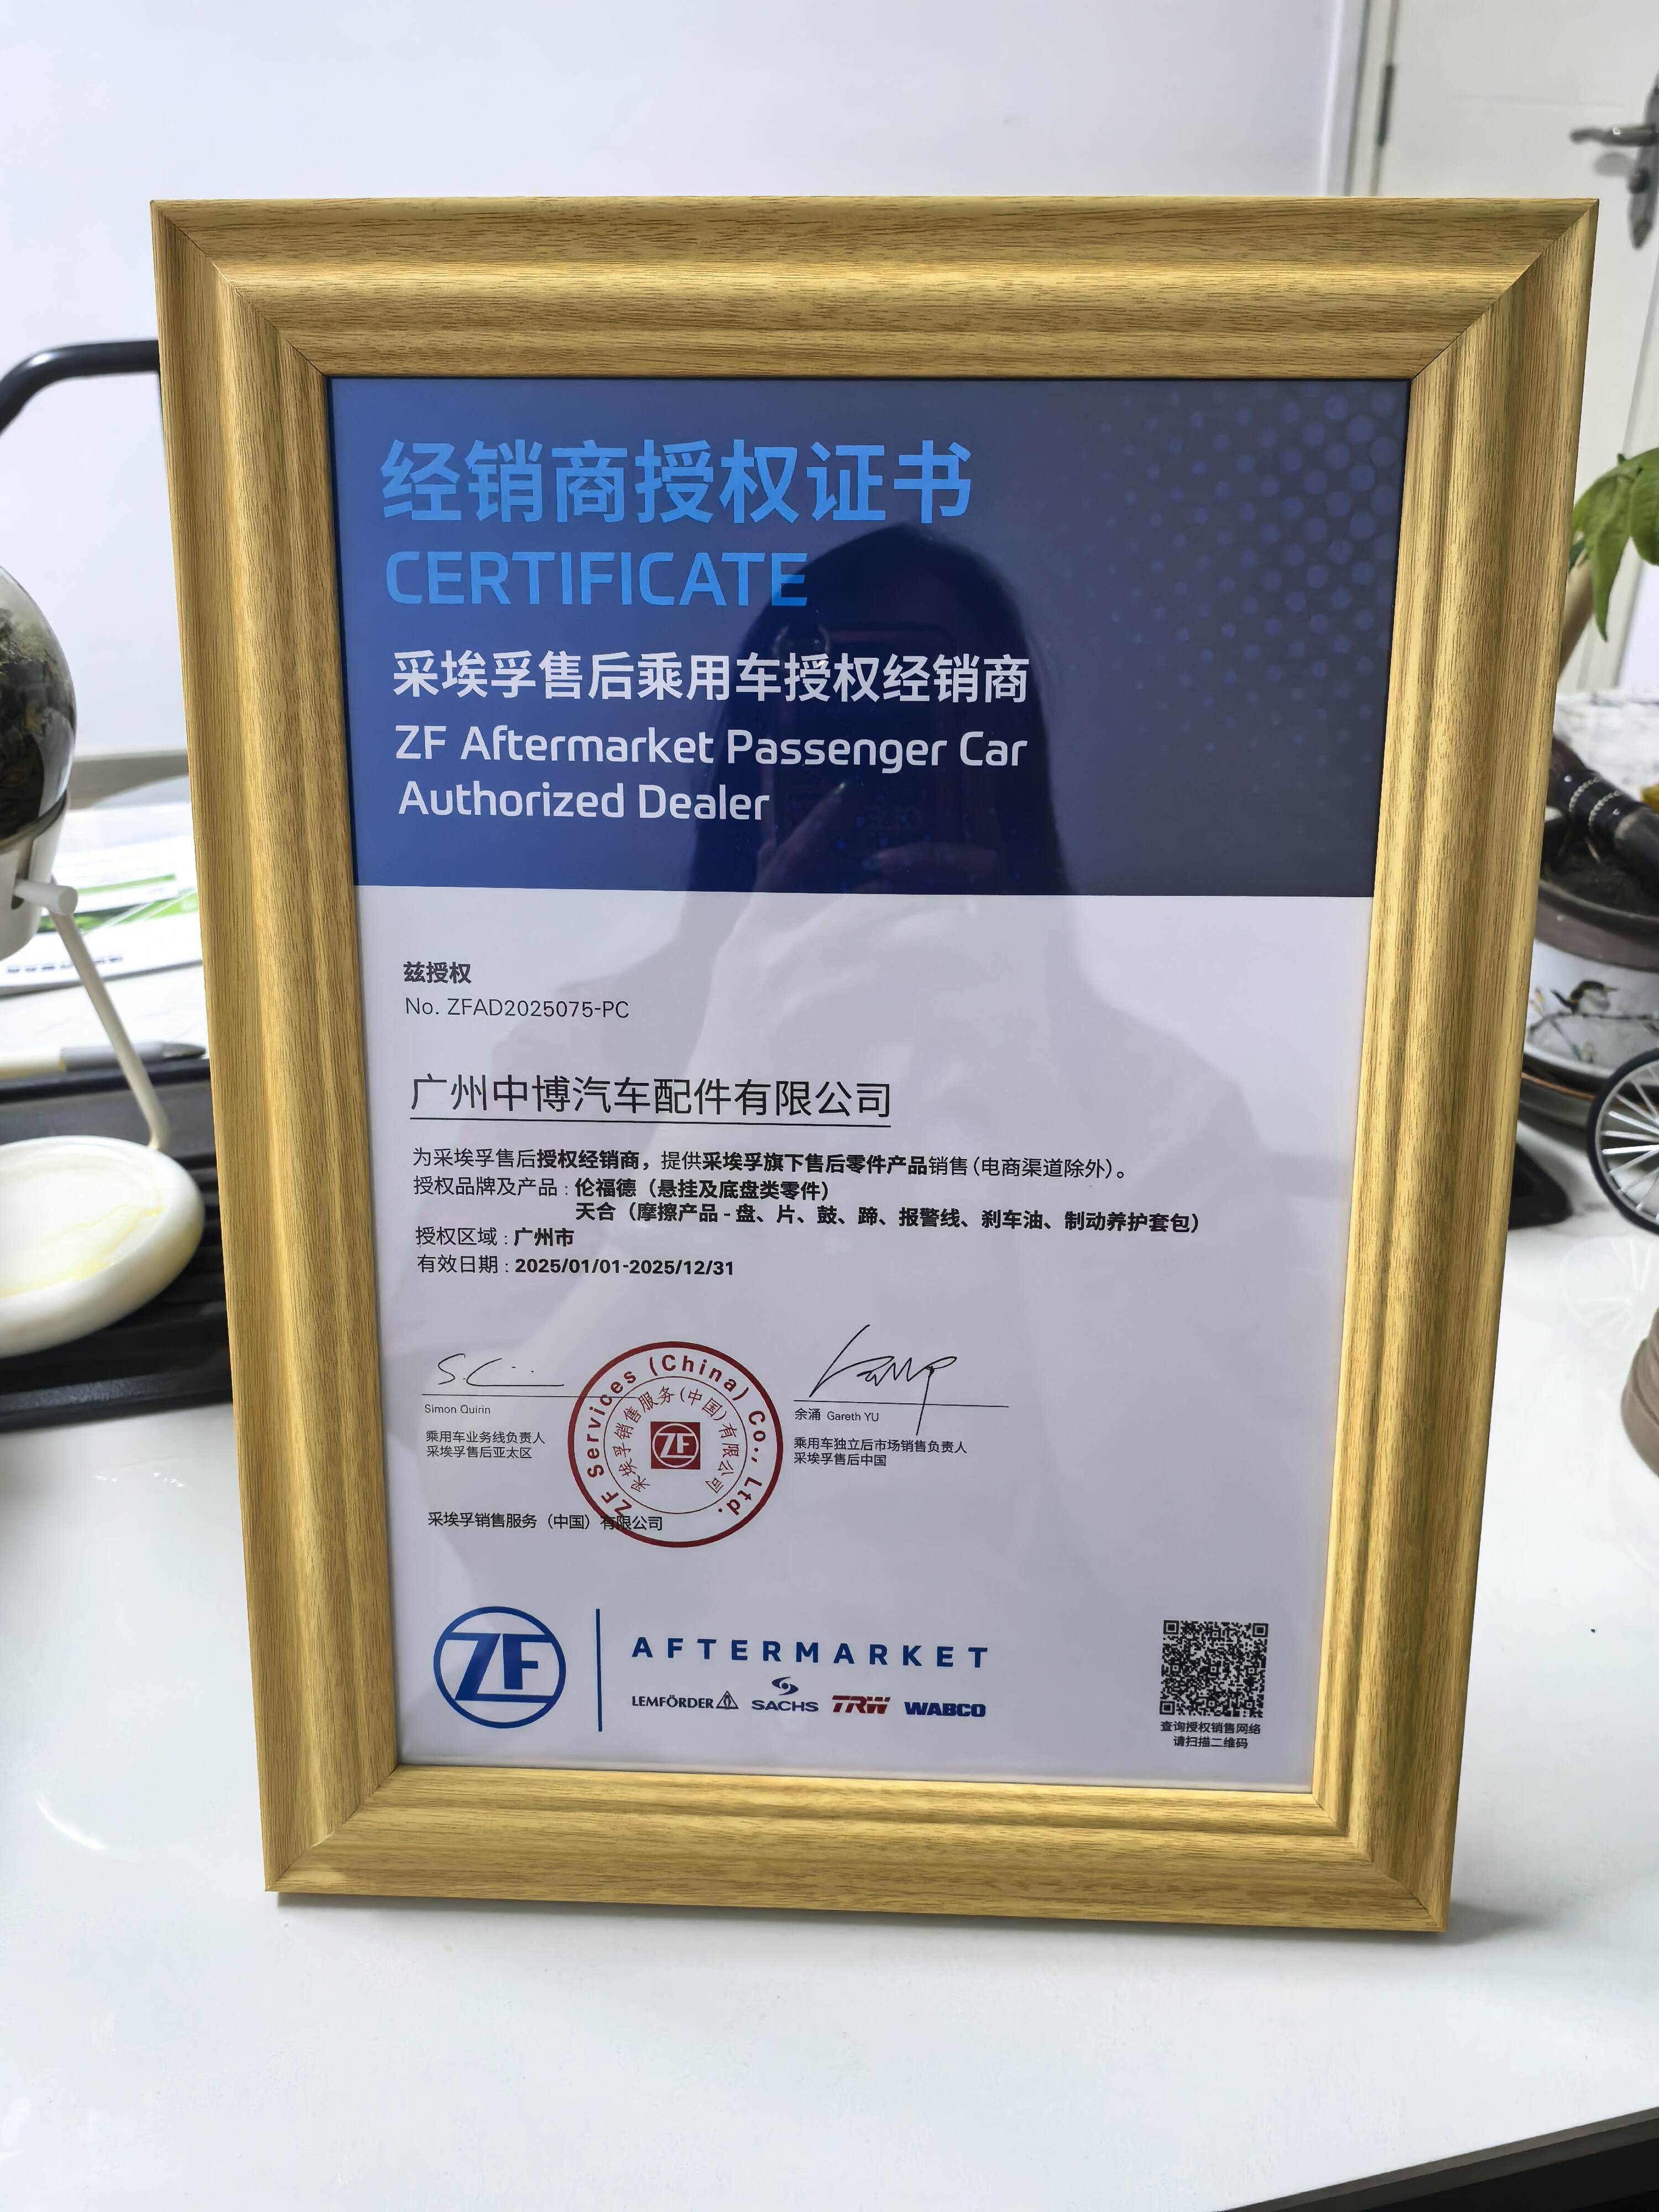 经销商授权证书
CERTIFICATE
采埃孚售后乘用车授权经销商
ZF Aftermarket Passenger Car
Authorized Dealer
兹授权
No. ZFAD2025075-PC
广州中博汽车配件有限公司
为采埃孚售后授权经销商，提供采埃孚旗下售后零件产品销售（电商渠道除外）。
授权品牌及产品：伦福德（悬挂及底盘类零件）
天合（摩擦产品 - 盘、片、鼓、蹄、报警线、刹车油、制动养护套包）
授权区域：广州市
有效日期：2025/01/01-2025/12/31
Simon Quirin
乘用车业务线负责人
采埃孚售后亚太区
ZF Services (China) Co., Ltd.
采埃孚销售服务（中国）有限公司
ZF
余涌 Gareth YU
乘用车独立后市场销售负责人
采埃孚售后中国
采埃孚销售服务（中国）有限公司
ZF
AFTERMARKET
LEMFÖRDER SACHS TRW WABCO
查询授权销售网络
请扫描二维码